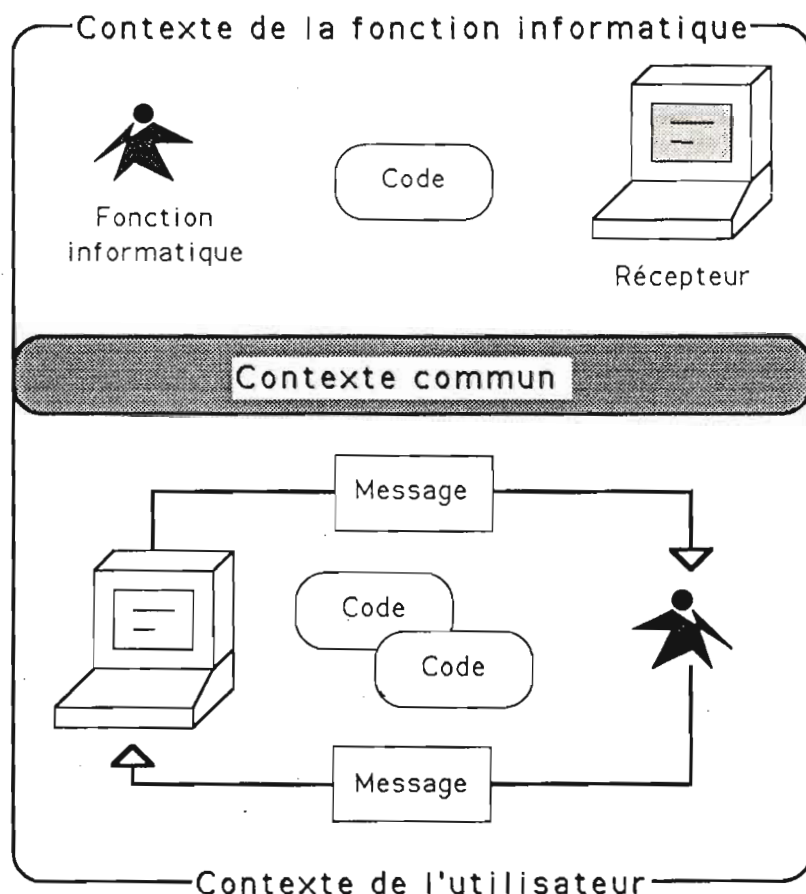 Contexte de la fonction informatique
Code
Fonction
informatique
Récepteur
Contexte commun
Message
Code
Code
Message
Contexte de l'utilisateur